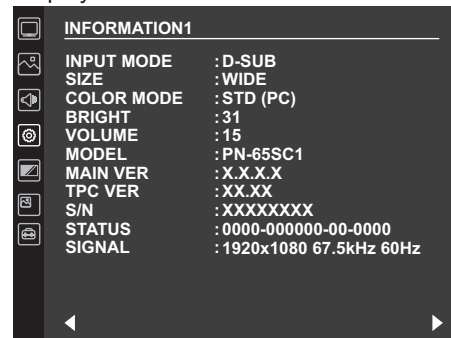 INFORMATION1
INPUT MODE : D-SUB
SIZE : WIDE
COLOR MODE : STD (PC)
BRIGHT : 31
VOLUME : 15
MODEL : PN-65SC1
MAIN VER : X.X.X.X
TPC VER : XX.XX
S/N : XXXXXXXX
STATUS : 0000-000000-00-0000
SIGNAL : 1920x1080 67.5kHz 60Hz